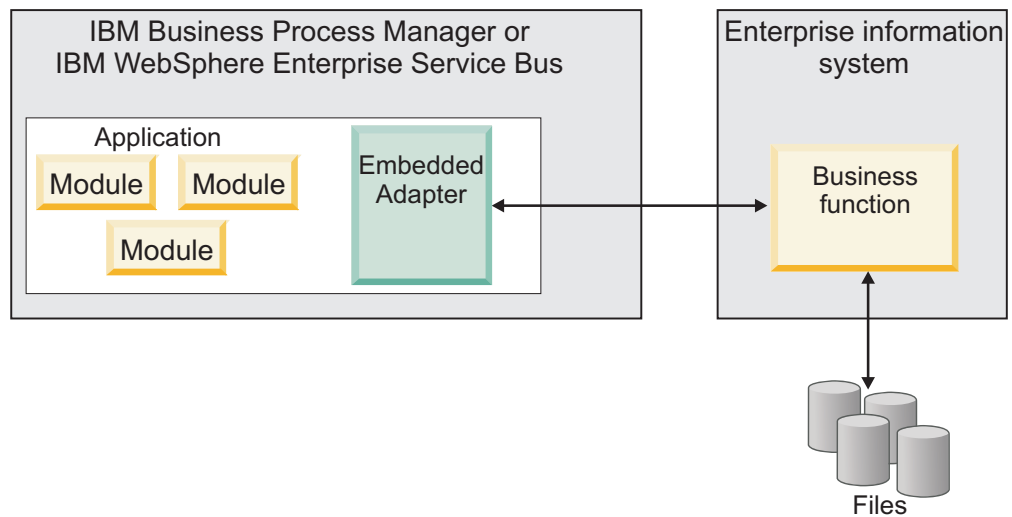 IBM Business Process Manager or
IBM WebSphere Enterprise Service Bus
Application
Module
Module
Module
Embedded
Adapter
Enterprise information
system
Business
function
Files